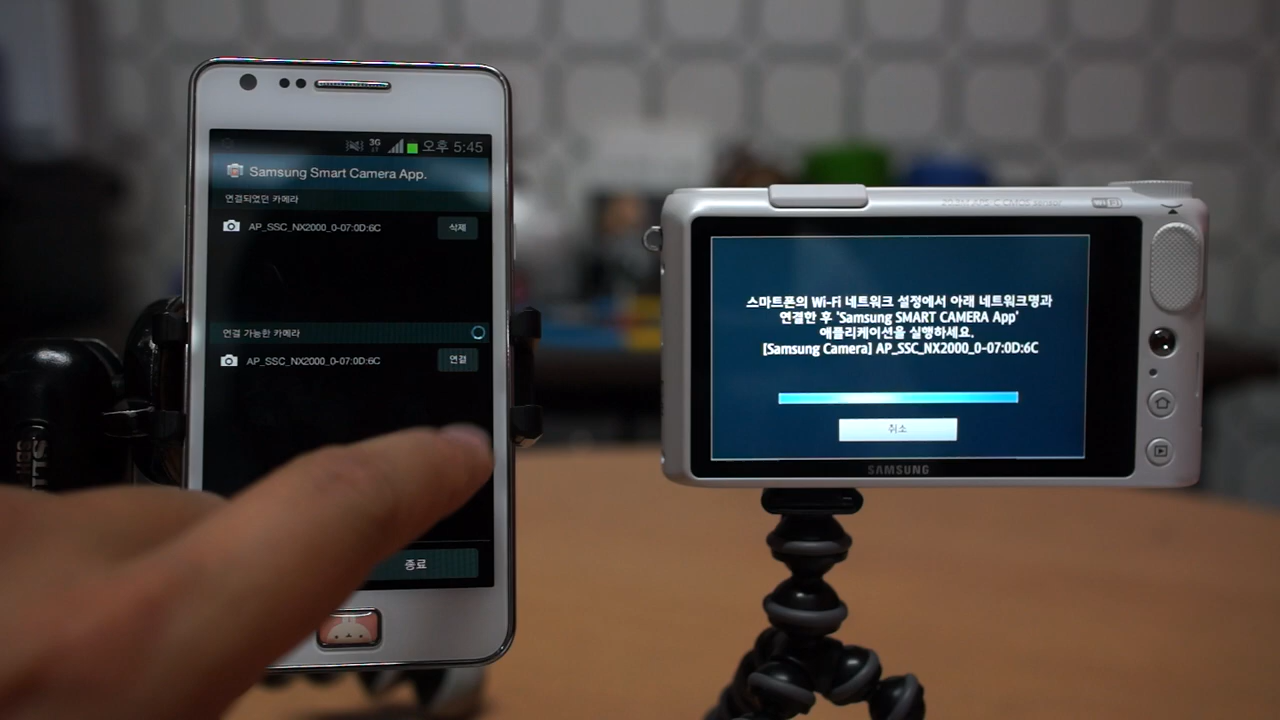 3G
오후 5:45
Samsung Smart Camera App.
연결되었던 카메라
AP_SSC_NX2000_0-07:0D:6C
삭제
연결 가능한 카메라
AP_SSC_NX2000_0-07:0D:6C
연결
종료
Wi-Fi
스마트폰의 Wi-Fi 네트워크 설정에서 아래 네트워크명과
연결한 후 'Samsung SMART CAMERA App'
애플리케이션을 실행하세요.
[Samsung Camera] AP_SSC_NX2000_0-07:0D:6C
취소
SAMSUNG